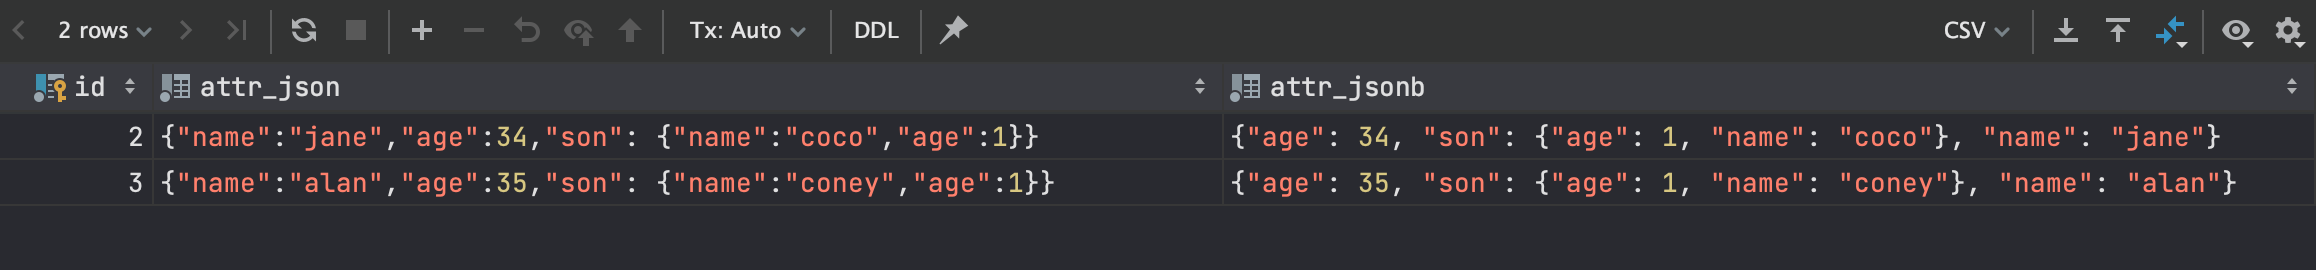 2 rows Tx: Auto DDL CSV
id attr_json attr_jsonb
2 {"name":"jane","age":34,"son": {"name":"coco","age":1}} {"age": 34, "son": {"age": 1, "name": "coco"}, "name": "jane"}
3 {"name":"alan","age":35,"son": {"name":"coney","age":1}} {"age": 35, "son": {"age": 1, "name": "coney"}, "name": "alan"}